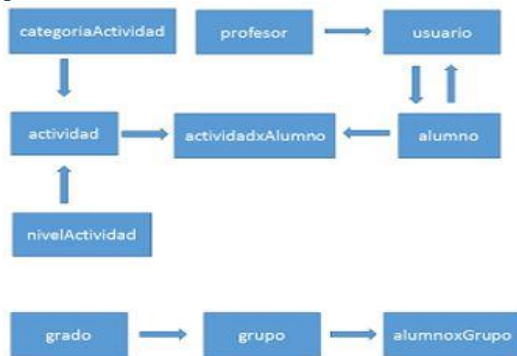 categoriaActividad
profesor
usuario
actividad
actividadxAlumno
alumno
nivelActividad
grado
grupo
alumnoxGrupo